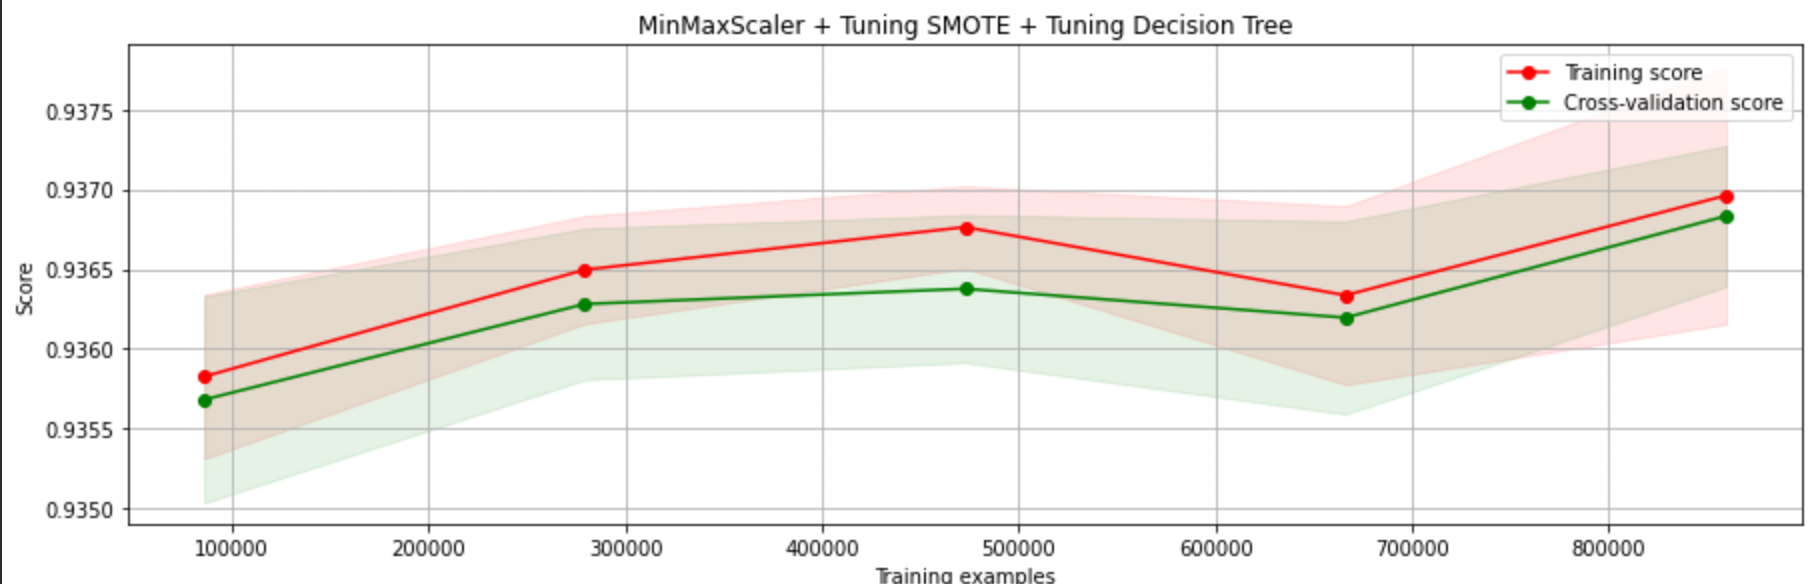 MinMaxScaler + Tuning SMOTE + Tuning Decision Tree
Training score
Cross-validation score
0.9375
0.9370
0.9365
0.9360
0.9355
0.9350
Score
100000 200000 300000 400000 500000 600000 700000 800000
Training examples